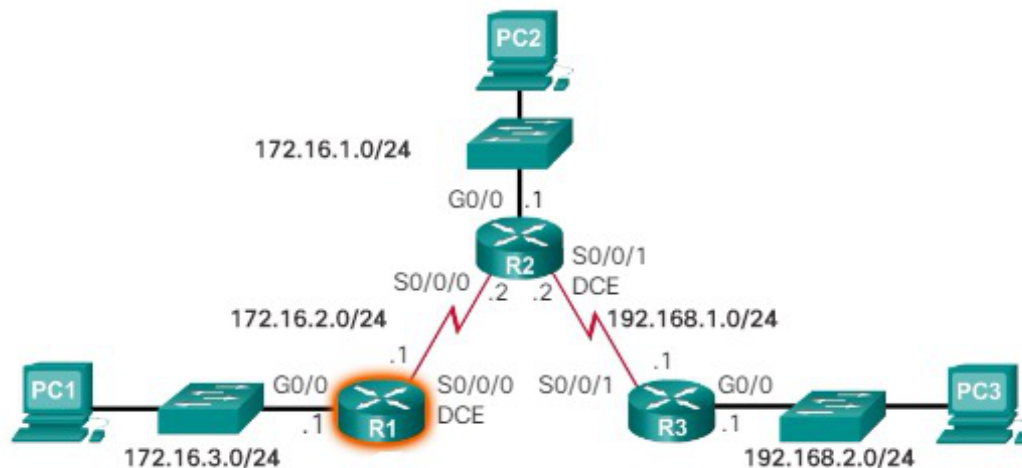 PC2
172.16.1.0/24
G0/0 .1
R2
S0/0/0
S0/0/1
.2 .2
DCE
172.16.2.0/24
192.168.1.0/24
.1
.1
PC1
G0/0
S0/0/0
S0/0/1
G0/0
PC3
.1
R1
DCE
R3
.1
172.16.3.0/24
192.168.2.0/24